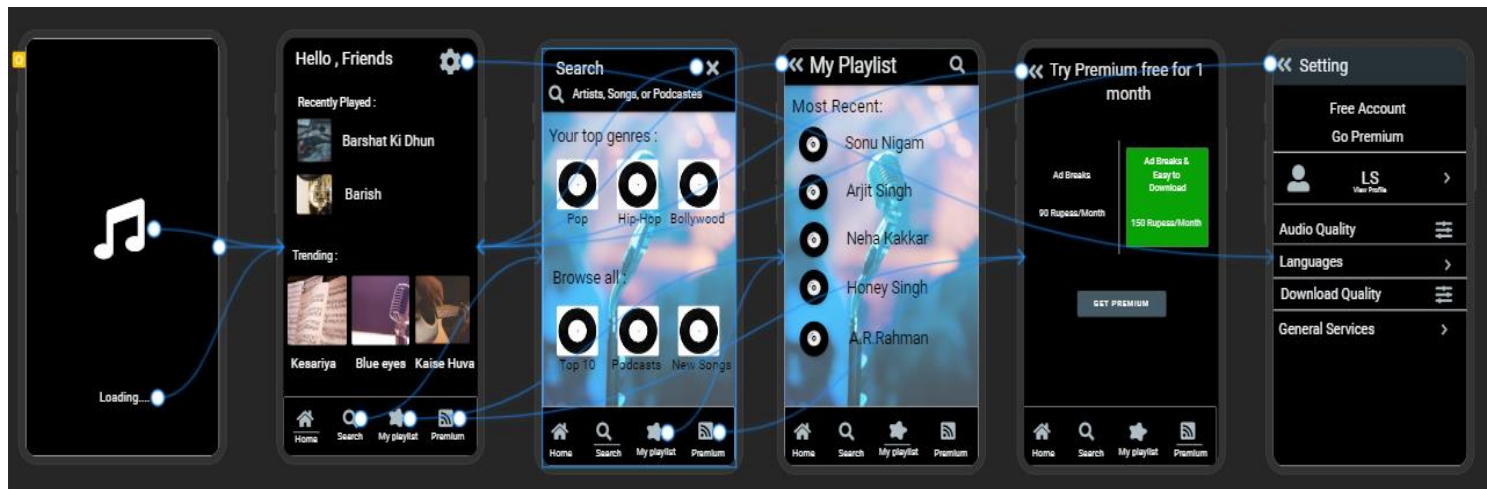 Loading....
Hello , Friends
Recently Played :
Barshat Ki Dhun
Barish
Trending :
Kesariya Blue eyes Kaise Huva
Home Search My playlist Premium
Search
Artists, Songs, or Podcastes
Your top genres :
Pop Hip-Hop Bollywood
Browse all :
Top 10 Podcasts New Songs
Home Search My playlist Premium
My Playlist
Most Recent:
Sonu Nigam
Arjit Singh
Neha Kakkar
Honey Singh
A.R.Rahman
Home Search My playlist Premium
Try Premium free for 1
month
Ad Breaks
90 Rupess/Month
Ad Breaks &
Easy to
Download
150 Rupess/Month
GET PREMIUM
Home Search My playlist Premium
Setting
Free Account
Go Premium
LS
View Profile
Audio Quality
Languages
Download Quality
General Services